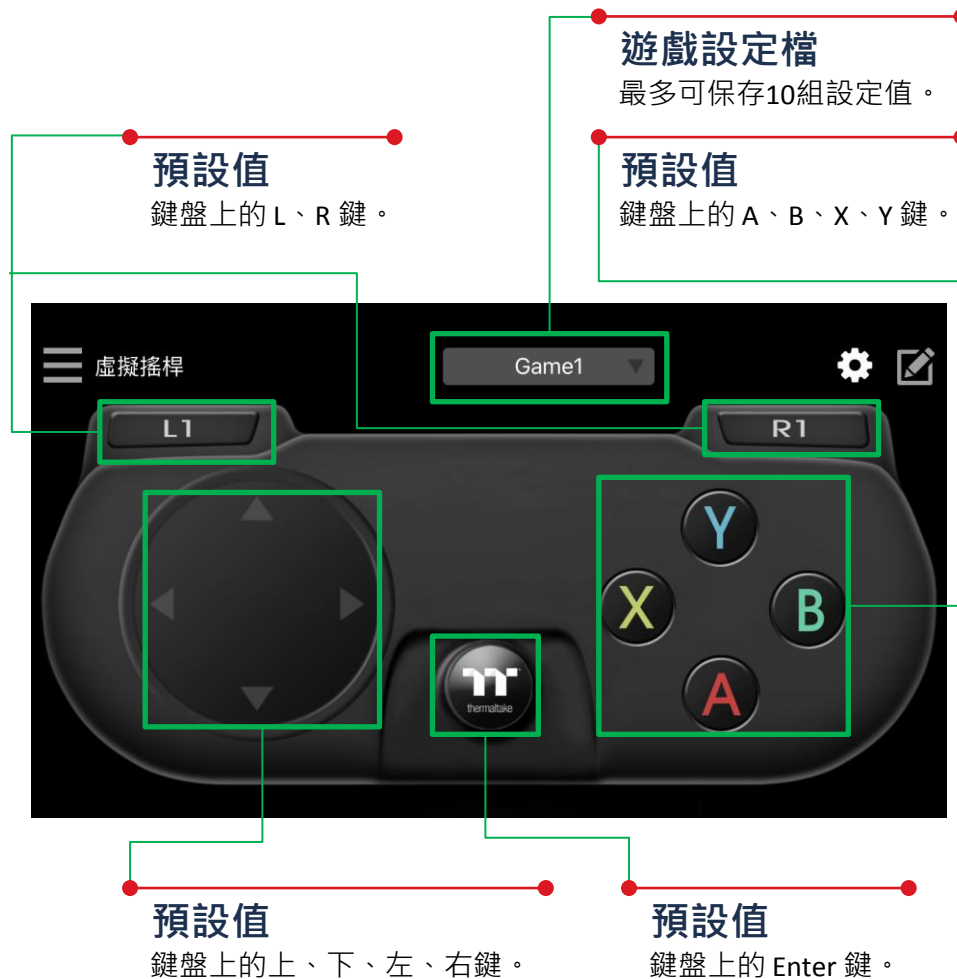 遊戲設定檔
最多可保存10組設定值。
預設值
鍵盤上的 L、R 鍵。
預設值
鍵盤上的 A、B、X、Y 鍵。
虛擬搖桿
Game1
L1
R1
Y
X
B
A
thermaltake
預設值
鍵盤上的上、下、左、右鍵。
預設值
鍵盤上的 Enter 鍵。